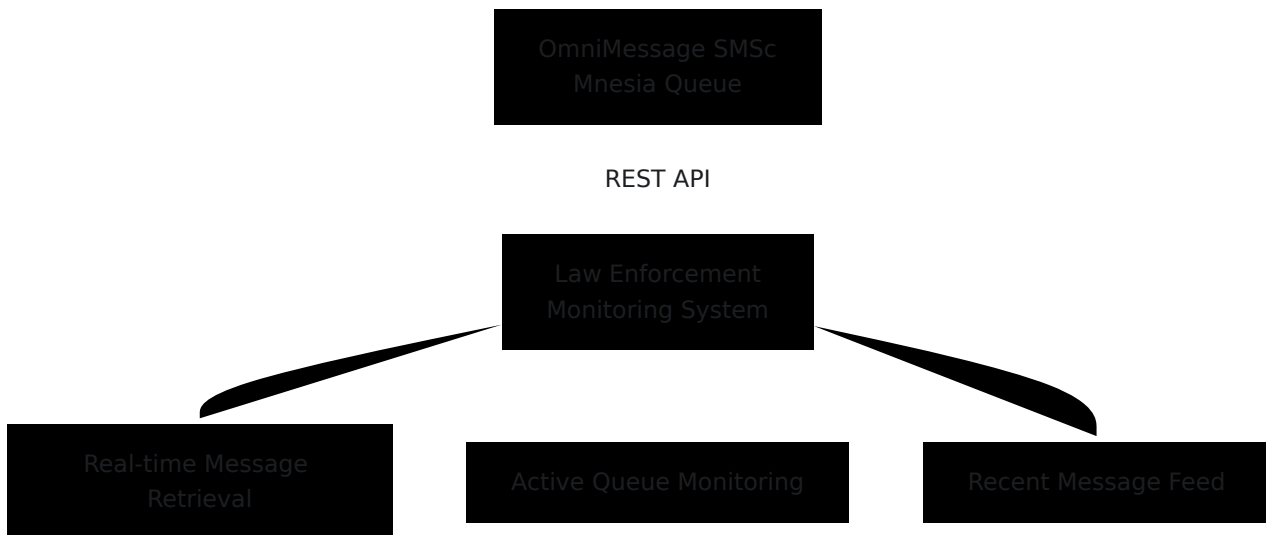 OmniMessage SMSc
Mnesia Queue
REST API
Law Enforcement
Monitoring System
Real-time Message
Retrieval
Active Queue Monitoring
Recent Message Feed